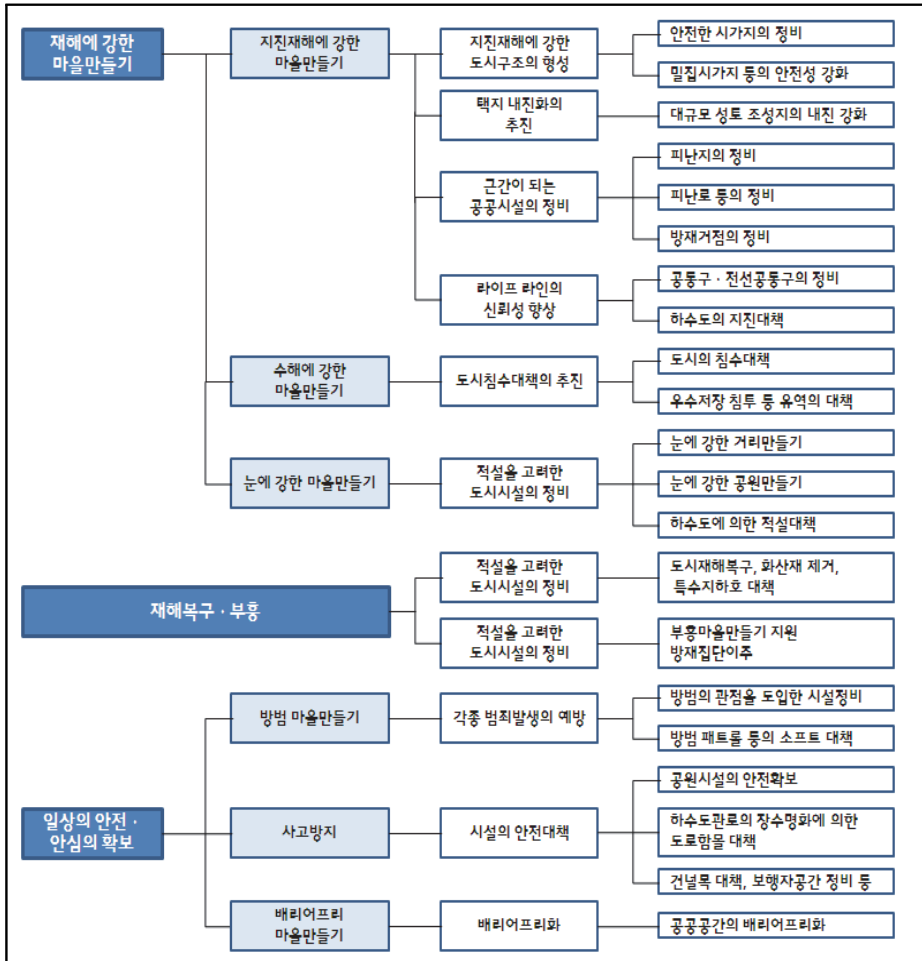 재해에 강한
마을만들기
지진재해에 강한
마을만들기
지진재해에 강한
도시구조의 형성
안전한 시가지의 정비
밀집시가지 등의 안전성 강화
택지 내진화의
추진
대규모 성토 조성지의 내진 강화
근간이 되는
공공시설의 정비
피난지의 정비
피난로 등의 정비
방재거점의 정비
라이프 라인의
신뢰성 향상
공동구 · 전선공동구의 정비
하수도의 지진대책
수해에 강한
마을만들기
도시침수대책의 추진
도시의 침수대책
우수저장 침투 등 유역의 대책
눈에 강한 마을만들기
적설을 고려한
도시시설의 정비
눈에 강한 거리만들기
눈에 강한 공원만들기
하수도에 의한 적설대책
재해복구 · 부흥
적설을 고려한
도시시설의 정비
도시재해복구, 화산재 제거,
특수지하호 대책
적설을 고려한
도시시설의 정비
부흥마을만들기 지원
방재집단이주
일상의 안전 ·
안심의 확보
방범 마을만들기
각종 범죄발생의 예방
방범의 관점을 도입한 시설정비
방범 패트롤 등의 소프트 대책
사고방지
시설의 안전대책
공원시설의 안전확보
하수도관로의 장수명화에 의한
도로함몰 대책
건널목 대책, 보행자공간 정비 등
배리어프리
마을만들기
배리어프리화
공공공간의 배리어프리화